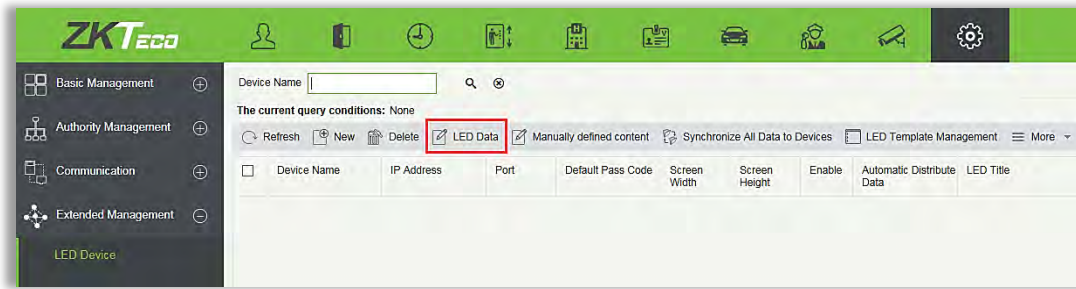 ZKTECO
Basic Management
Authority Management
Communication
Extended Management
LED Device
Device Name
The current query conditions: None
Refresh New Delete LED Data Manually defined content Synchronize All Data to Devices LED Template Management More
Device Name IP Address Port Default Pass Code Screen Width Screen Height Enable Automatic Distribute Data LED Title